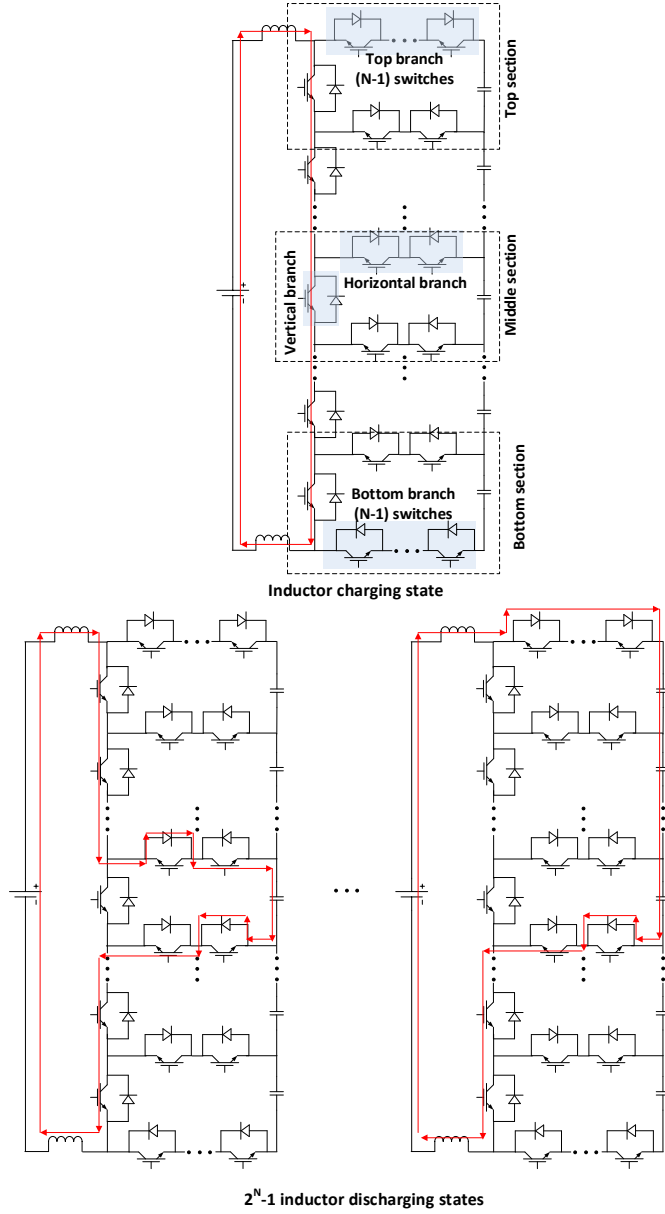 Top branch
(N-1) switches
Top section
+
-
Vertical branch
Horizontal branch
Middle section
Bottom branch
(N-1) switches
Bottom section
Inductor charging state
+
-
+
-
2^N-1 inductor discharging states